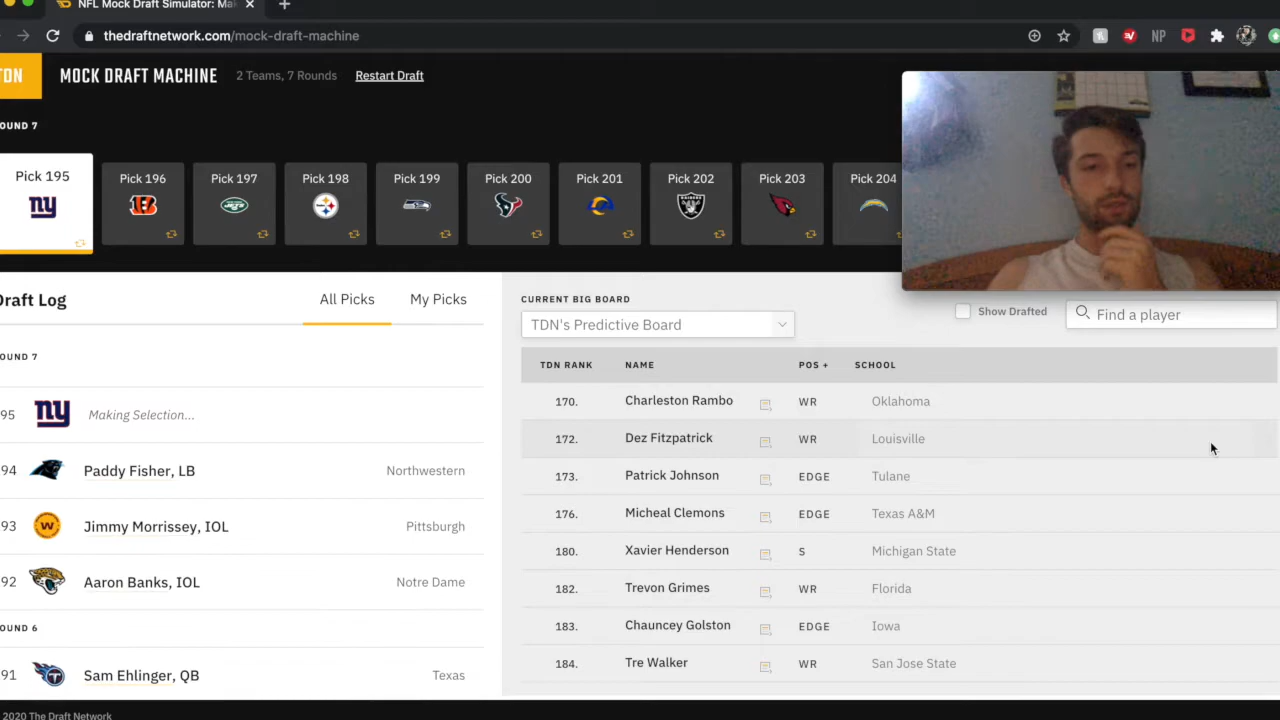 NFL Mock Draft Simulator: Ma
thedraftnetwork.com/mock-draft-machine
NP
TDN
MOCK DRAFT MACHINE
2 Teams, 7 Rounds
Restart Draft
OUND 7
Pick 195
Pick 196
Pick 197
Pick 198
Pick 199
Pick 200
Pick 201
Pick 202
Pick 203
Pick 204
ny
Draft Log
All Picks
My Picks
CURRENT BIG BOARD
TDN's Predictive Board
Show Drafted
Find a player
OUND 7
95
ny
Making Selection...
94
Paddy Fisher, LB
Northwestern
93
W
Jimmy Morrissey, IOL
Pittsburgh
92
Aaron Banks, IOL
Notre Dame
OUND 6
91
Sam Ehlinger, QB
Texas
TDN RANK NAME POS + SCHOOL
170. Charleston Rambo WR Oklahoma
172. Dez Fitzpatrick WR Louisville
173. Patrick Johnson EDGE Tulane
176. Micheal Clemons EDGE Texas A&M
180. Xavier Henderson S Michigan State
182. Trevon Grimes WR Florida
183. Chauncey Golston EDGE Iowa
184. Tre Walker WR San Jose State
2020 The Draft Network